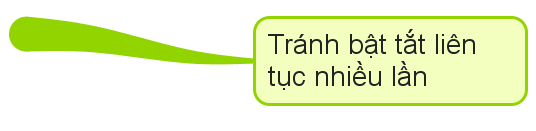 Tránh bật tắt liên
tục nhiều lần